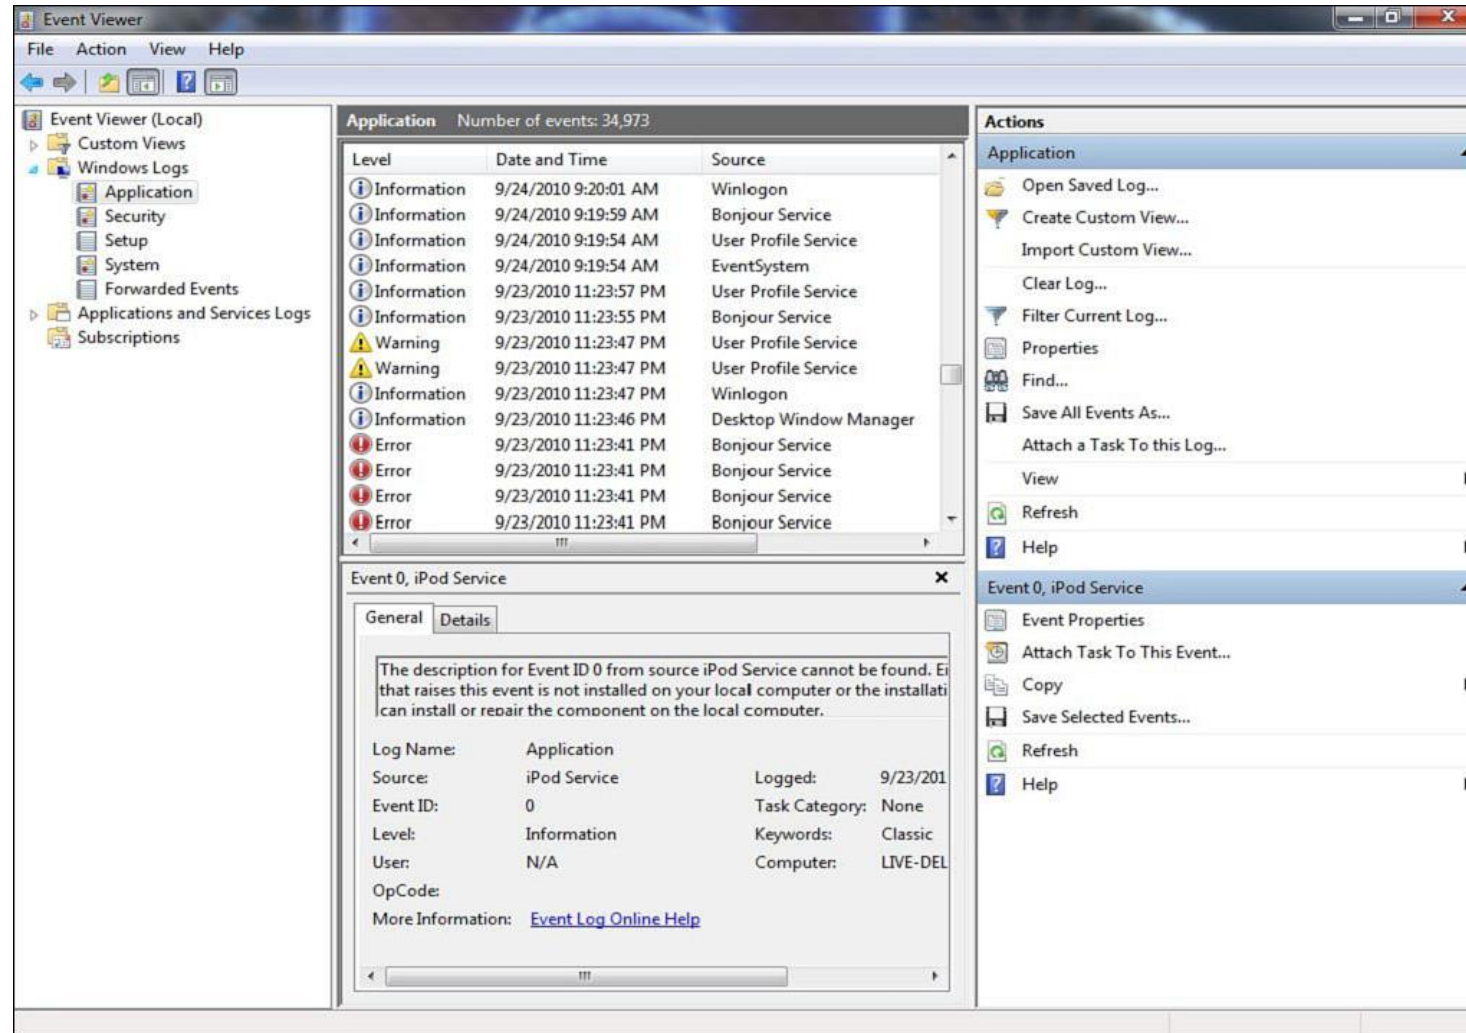 Event Viewer
File Action View Help
Event Viewer (Local)
Custom Views
Windows Logs
Application
Security
Setup
System
Forwarded Events
Applications and Services Logs
Subscriptions
Application Number of events: 34,973
Level Date and Time Source
Information 9/24/2010 9:20:01 AM Winlogon
Information 9/24/2010 9:19:59 AM Bonjour Service
Information 9/24/2010 9:19:54 AM User Profile Service
Information 9/24/2010 9:19:54 AM EventSystem
Information 9/23/2010 11:23:57 PM User Profile Service
Information 9/23/2010 11:23:55 PM Bonjour Service
Warning 9/23/2010 11:23:47 PM User Profile Service
Warning 9/23/2010 11:23:47 PM User Profile Service
Information 9/23/2010 11:23:47 PM Winlogon
Information 9/23/2010 11:23:46 PM Desktop Window Manager
Error 9/23/2010 11:23:41 PM Bonjour Service
Error 9/23/2010 11:23:41 PM Bonjour Service
Error 9/23/2010 11:23:41 PM Bonjour Service
Error 9/23/2010 11:23:41 PM Bonjour Service
Event 0, iPod Service
General Details
The description for Event ID 0 from source iPod Service cannot be found. Ei
that raises this event is not installed on your local computer or the installati
can install or repair the component on the local computer.
Log Name: Application
Source: iPod Service Logged: 9/23/201
Event ID: 0 Task Category: None
Level: Information Keywords: Classic
User: N/A Computer: LIVE-DEL
OpCode:
More Information: Event Log Online Help
Actions
Application
Open Saved Log...
Create Custom View...
Import Custom View...
Clear Log...
Filter Current Log...
Properties
Find...
Save All Events As...
Attach a Task To this Log...
View
Refresh
Help
Event 0, iPod Service
Event Properties
Attach Task To This Event...
Copy
Save Selected Events...
Refresh
Help